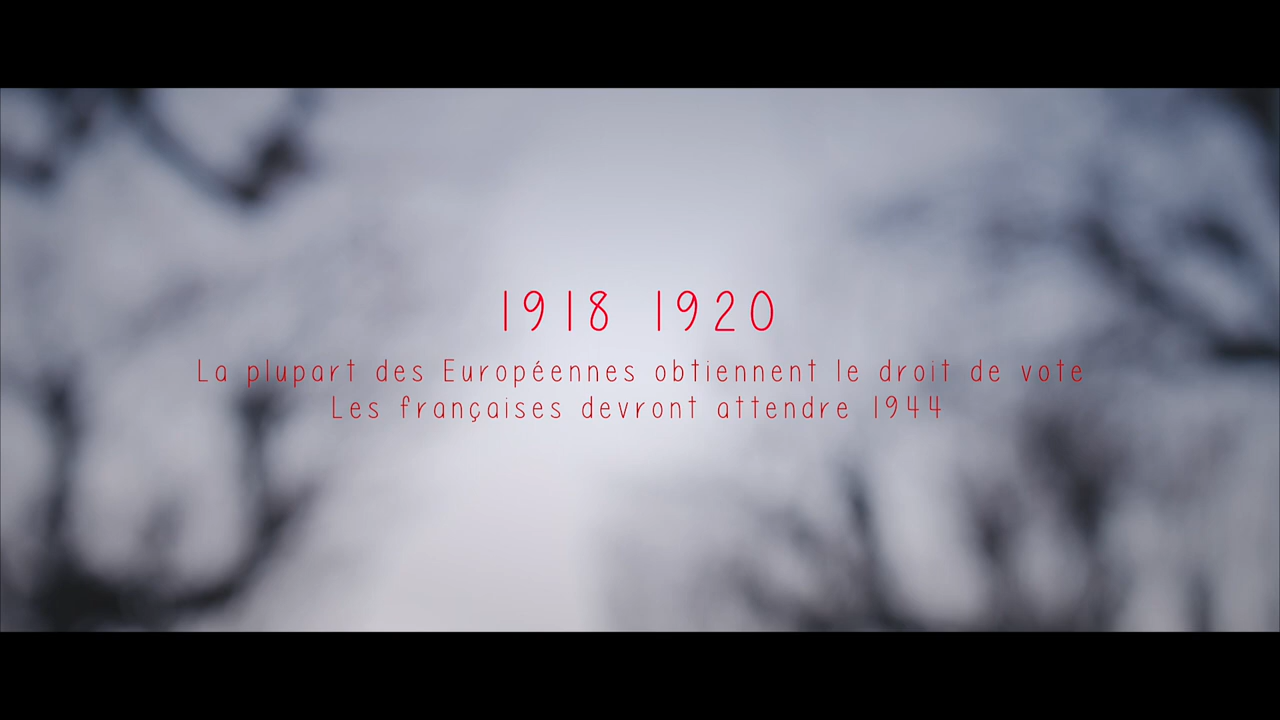 1918 1920
La plupart des Européennes obtiennent le droit de vote
Les françaises devront attendre 1944